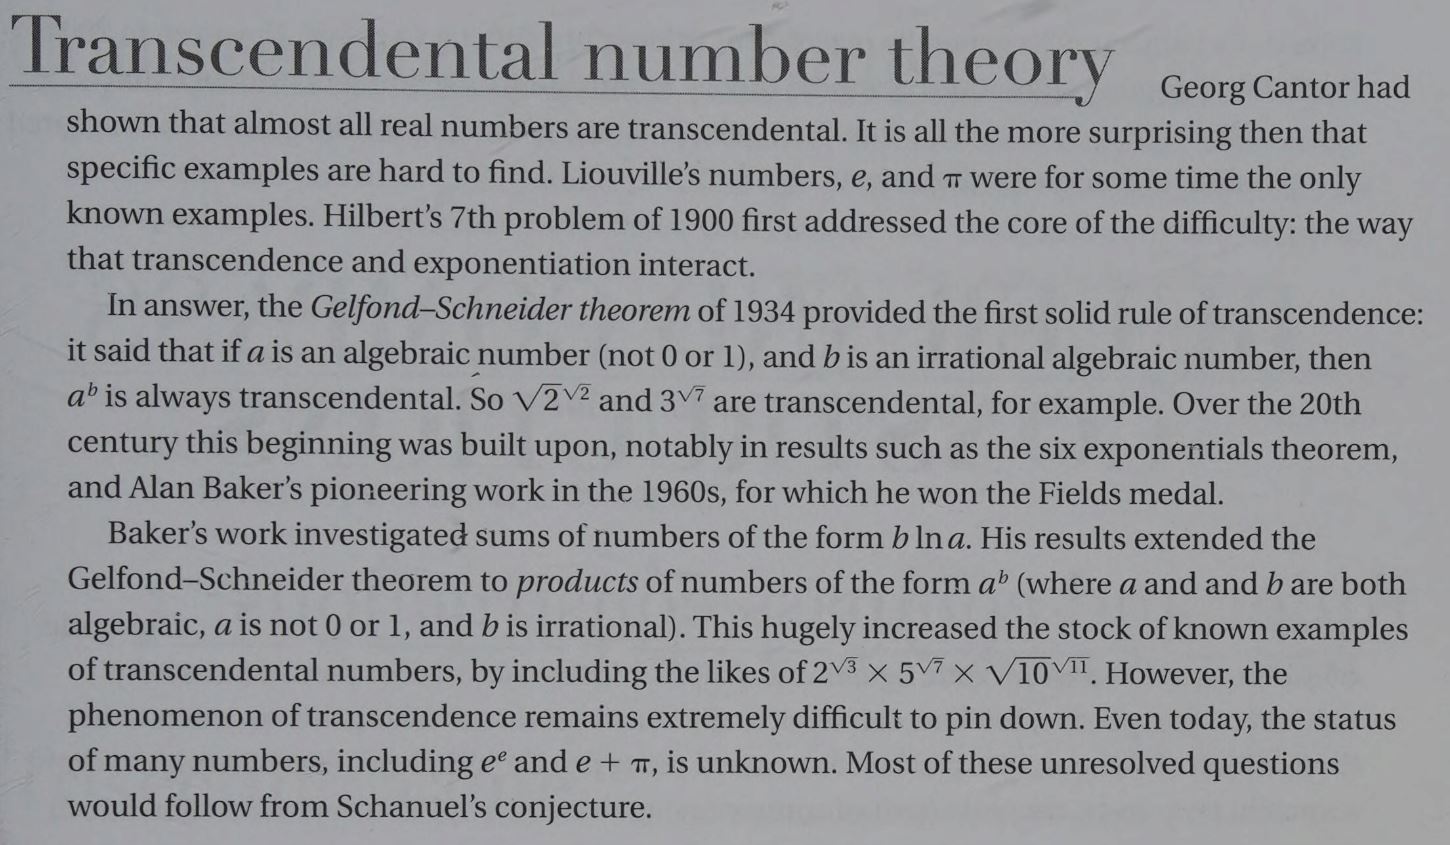 Transcendental number theory Georg Cantor had
shown that almost all real numbers are transcendental. It is all the more surprising then that
specific examples are hard to find. Liouville's numbers, e, and π were for some time the only
known examples. Hilbert's 7th problem of 1900 first addressed the core of the difficulty: the way
that transcendence and exponentiation interact.
In answer, the Gelfond–Schneider theorem of 1934 provided the first solid rule of transcendence:
it said that if a is an algebraic number (not 0 or 1), and b is an irrational algebraic number, then
a^b is always transcendental. So √2^√2 and 3^√7 are transcendental, for example. Over the 20th
century this beginning was built upon, notably in results such as the six exponentials theorem,
and Alan Baker's pioneering work in the 1960s, for which he won the Fields medal.
Baker's work investigated sums of numbers of the form b ln a. His results extended the
Gelfond–Schneider theorem to products of numbers of the form a^b (where a and and b are both
algebraic, a is not 0 or 1, and b is irrational). This hugely increased the stock of known examples
of transcendental numbers, by including the likes of 2^√3 × 5^√7 × √10^√11. However, the
phenomenon of transcendence remains extremely difficult to pin down. Even today, the status
of many numbers, including e^e and e + π, is unknown. Most of these unresolved questions
would follow from Schanuel's conjecture.